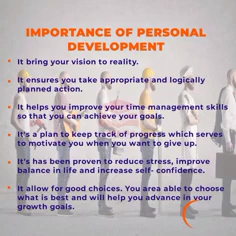 IMPORTANCE OF PERSONAL
DEVELOPMENT
It bring your vision to reality.
It ensures you take appropriate and logically
planned action.
It helps you improve your time management skills
so that you can achieve your goals.
It's a plan to keep track of progress which serves
to motivate you when you want to give up.
It's has been proven to reduce stress, improve
balance in life and increase self- confidence.
It allow for good choices. You area able to choose
what is best and will help you advance in your
growth goals.